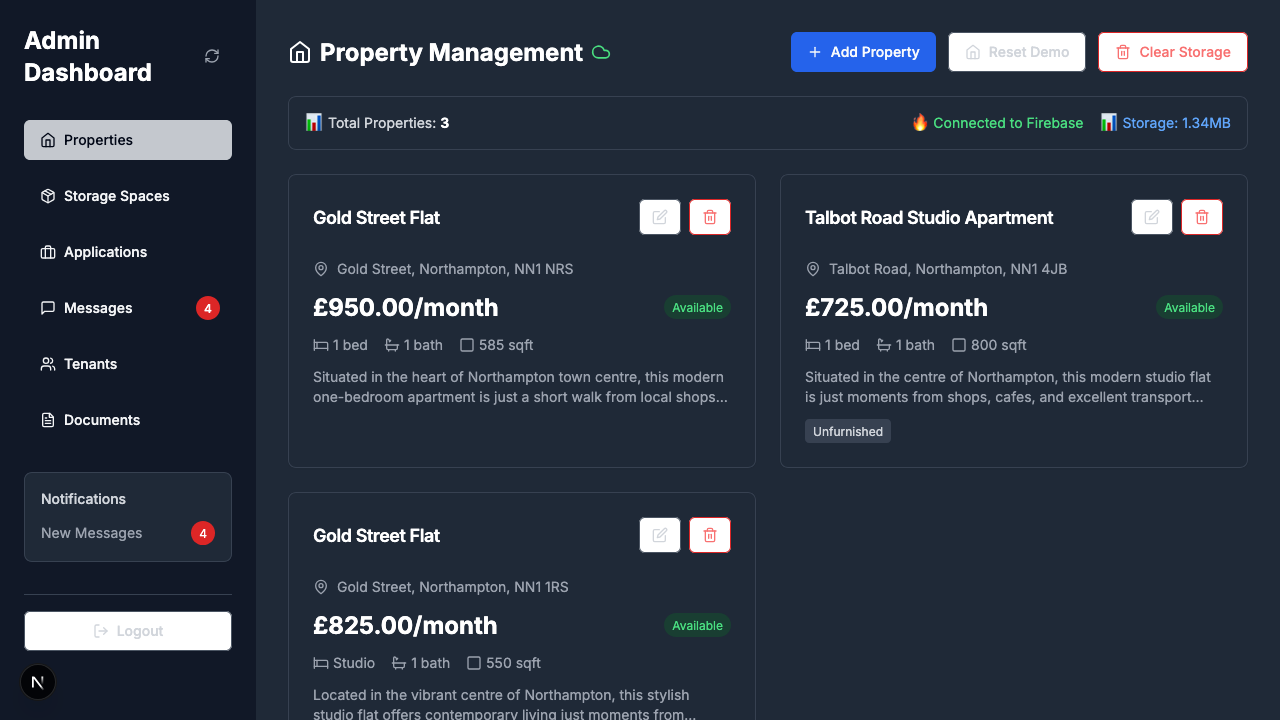 Admin
Dashboard
Properties
Storage Spaces
Applications
Messages 4
Tenants
Documents
Notifications
New Messages 4
Logout
N
Property Management
Add Property
Reset Demo
Clear Storage
Total Properties: 3
Connected to Firebase
Storage: 1.34MB
Gold Street Flat
Gold Street, Northampton, NN1 NRS
£950.00/month
Available
1 bed 1 bath 585 sqft
Situated in the heart of Northampton town centre, this modern
one-bedroom apartment is just a short walk from local shops...
Talbot Road Studio Apartment
Talbot Road, Northampton, NN1 4JB
£725.00/month
Available
1 bed 1 bath 800 sqft
Situated in the centre of Northampton, this modern studio flat
is just moments from shops, cafes, and excellent transport...
Unfurnished
Gold Street Flat
Gold Street, Northampton, NN1 1RS
£825.00/month
Available
Studio 1 bath 550 sqft
Located in the vibrant centre of Northampton, this stylish
studio flat offers contemporary living just moments from...